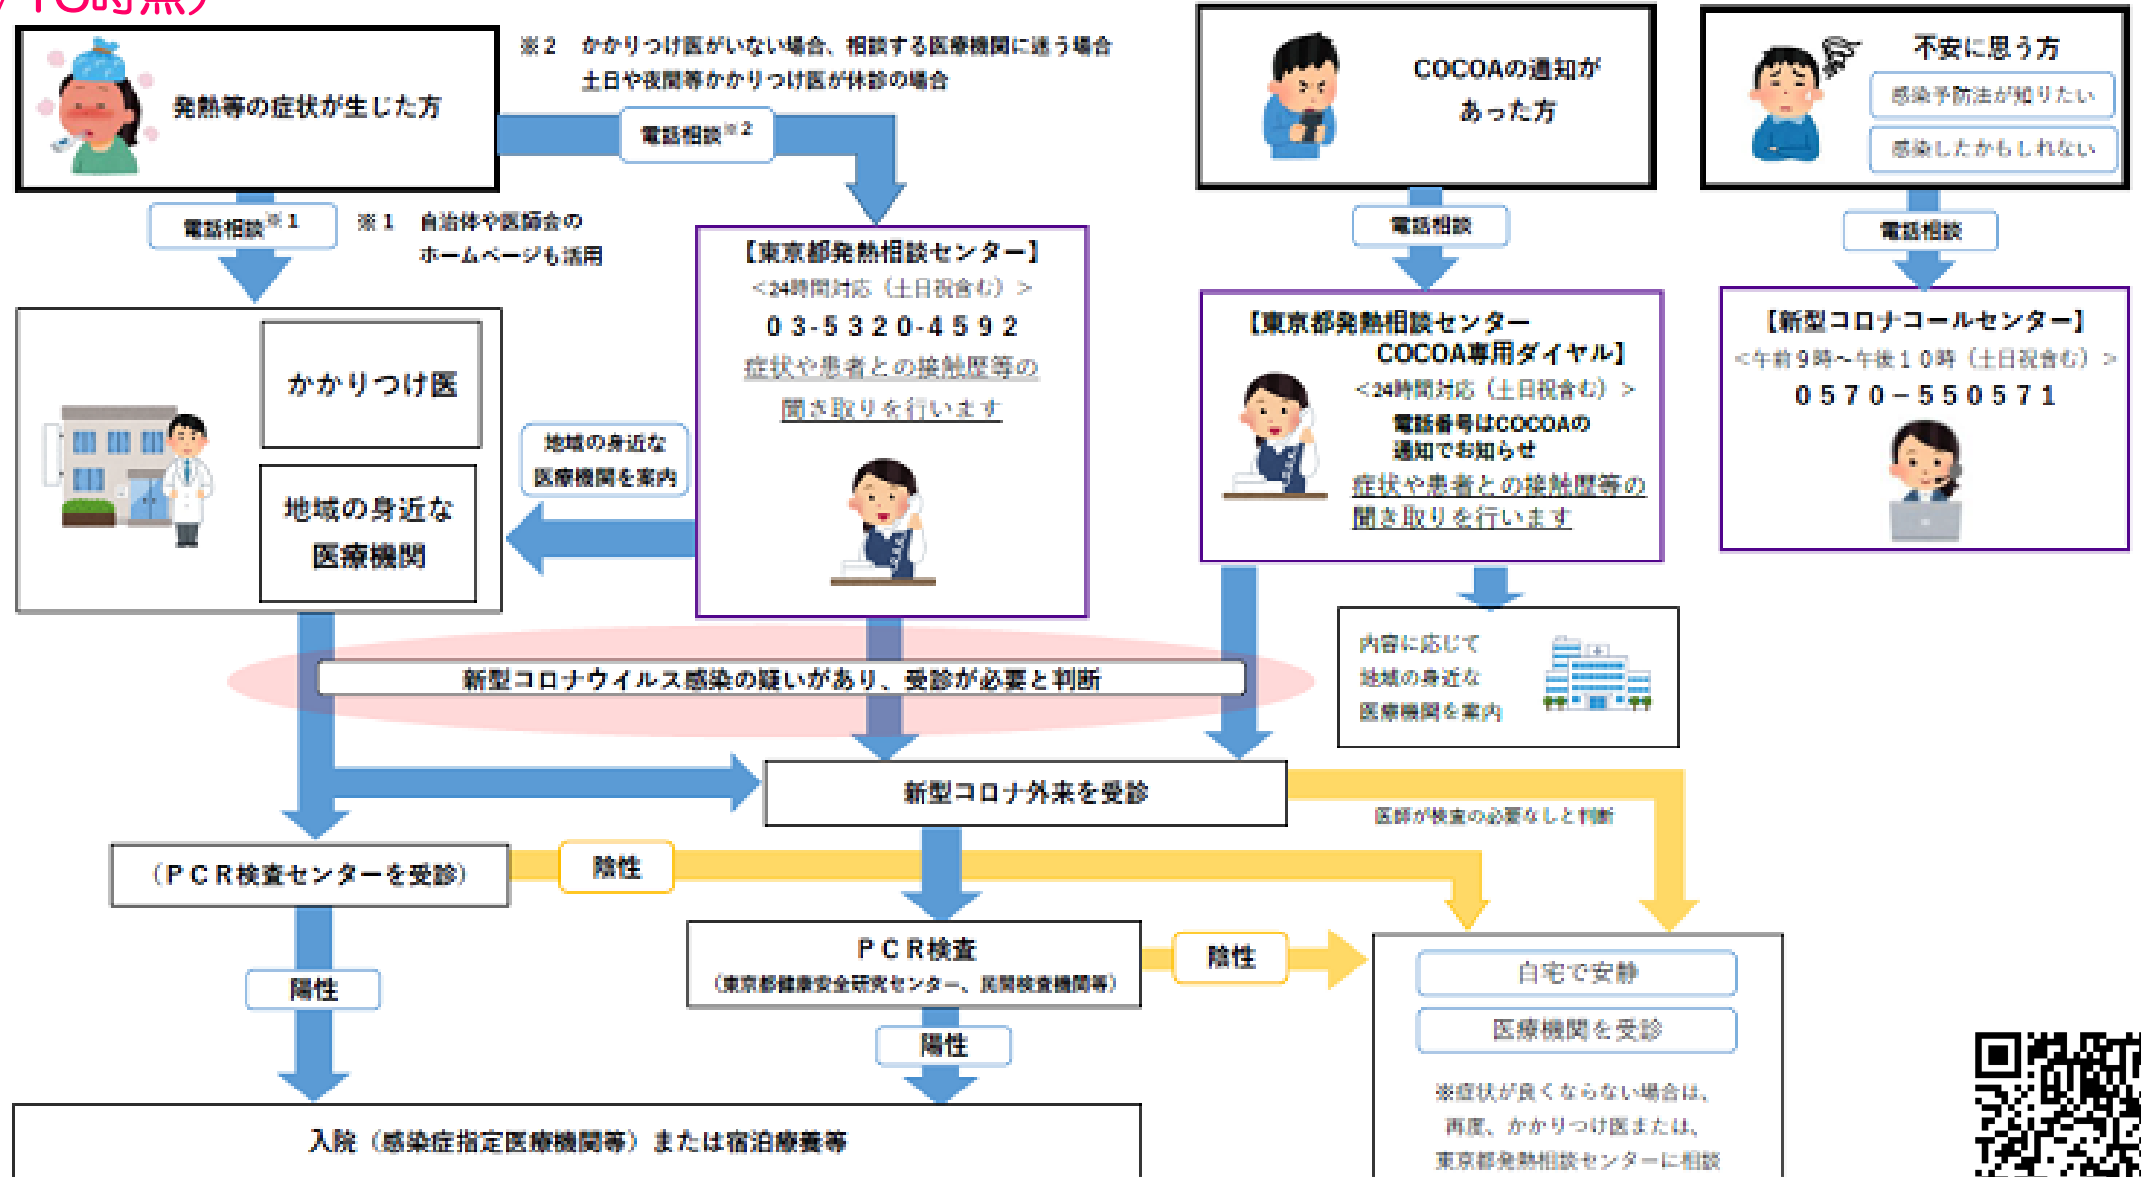 発熱等の症状が生じた方
※2 かかりつけ医がいない場合、相談する医療機関に迷う場合
土日や夜間等かかりつけ医が休診の場合
電話相談※2
COCOAの通知が
あった方
不安に思う方
感染予防法が知りたい
感染したかもしれない
電話相談※1
※1 自治体や医師会の
ホームページも活用
電話相談
電話相談
【東京都発熱相談センター】
<24時間対応（土日祝含む）>
03-5320-4592
症状や患者との接触歴等の
聞き取りを行います
【東京都発熱相談センター
COCOA専用ダイヤル】
<24時間対応（土日祝含む）>
電話番号はCOCOAの
通知でお知らせ
症状や患者との接触歴等の
聞き取りを行います
【新型コロナコールセンター】
<午前9時～午後10時（土日祝含む）>
0570－550571
かかりつけ医
地域の身近な
医療機関
地域の身近な
医療機関を案内
内容に応じて
地域の身近な
医療機関を案内
新型コロナウイルス感染の疑いがあり、受診が必要と判断
新型コロナ外来を受診
医師が検査の必要なしと判断
（PCR検査センターを受診）
陰性
PCR検査
（東京都健康安全研究センター、民間検査機関等）
陰性
陽性
陽性
自宅で安静
医療機関を受診
※症状が良くならない場合は、
再度、かかりつけ医または、
東京都発熱相談センターに相談
入院（感染症指定医療機関等）または宿泊療養等